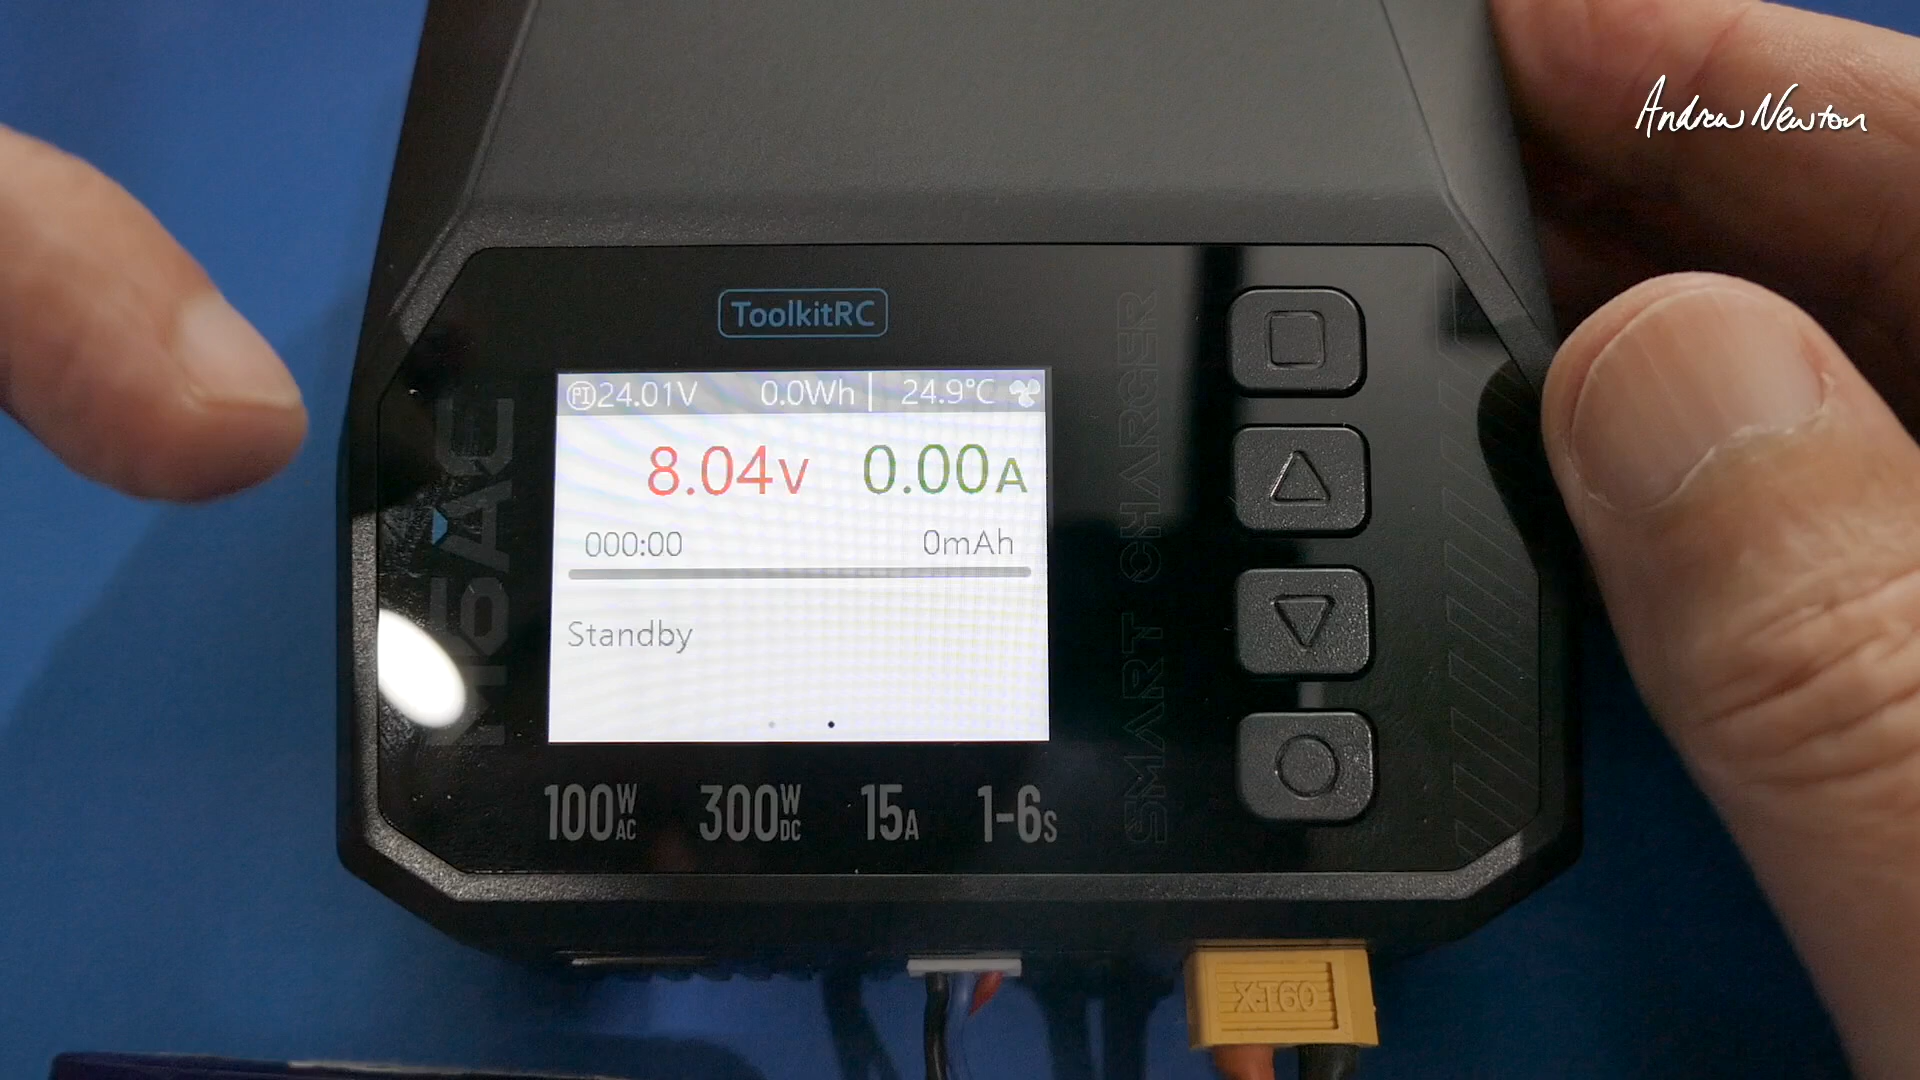 Andrew Newton
ToolkitRC
24.01V 0.0Wh 24.9°C
8.04V 0.00A
000:00 0mAh
Standby
M6AC
SMART CHARGER
100W AC 300W DC 15A 1-6S
XT60